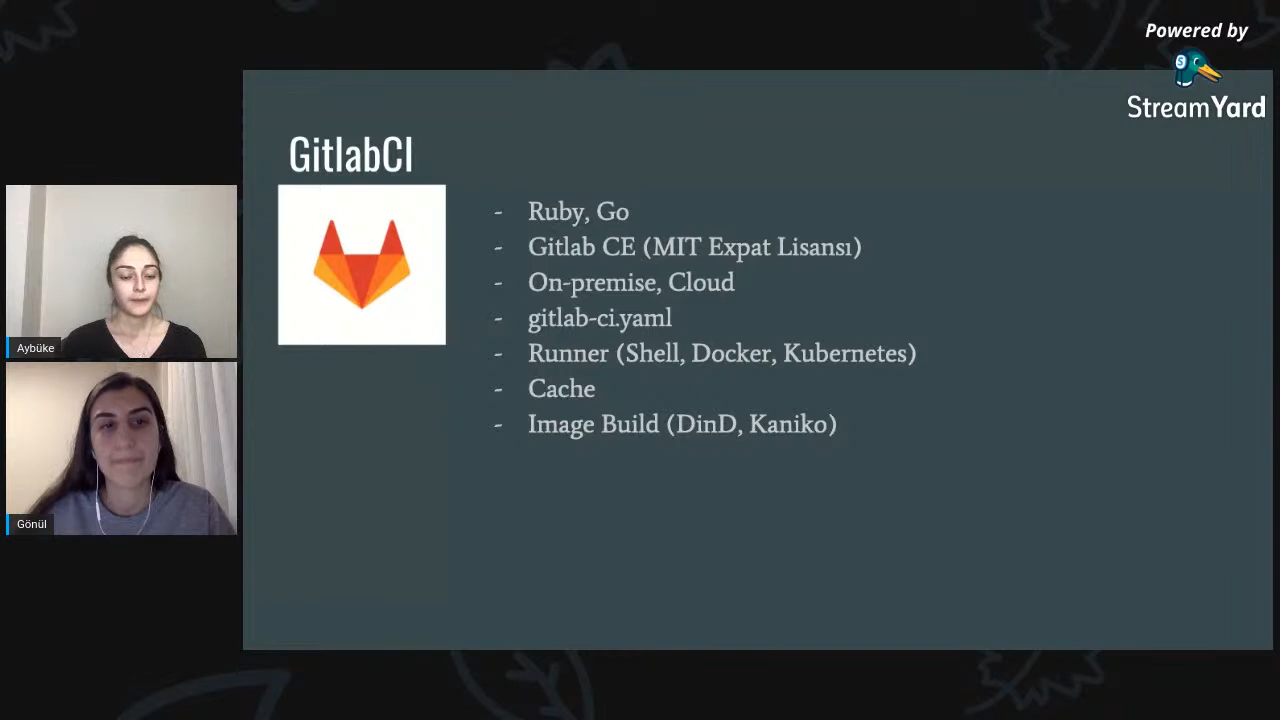 Powered by
StreamYard
GitlabCI
- Ruby, Go
- Gitlab CE (MIT Expat Lisansı)
- On-premise, Cloud
- gitlab-ci.yaml
- Runner (Shell, Docker, Kubernetes)
- Cache
- Image Build (DinD, Kaniko)
Aybüke
Gönül